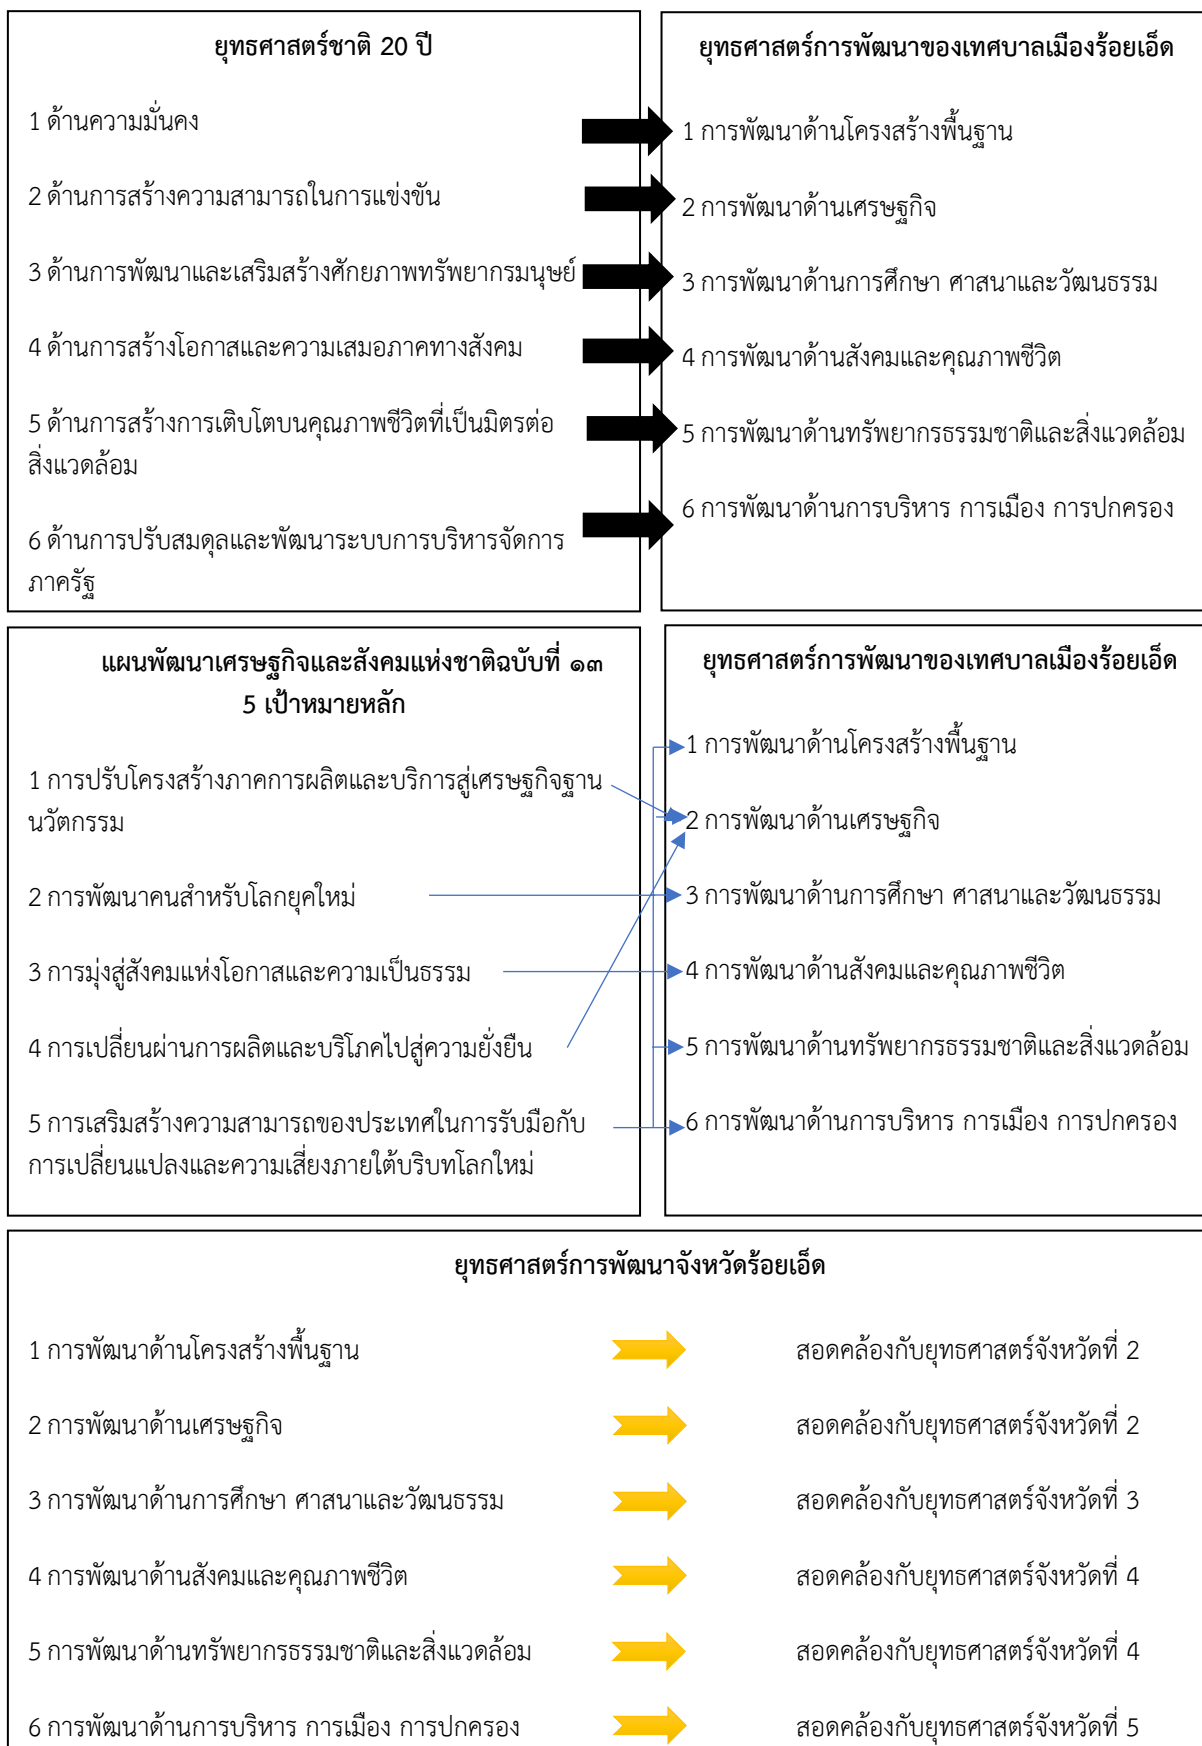 ยุทธศาสตร์ชาติ 20 ปี
1 ด้านความมั่นคง
2 ด้านการสร้างความสามารถในการแข่งขัน
3 ด้านการพัฒนาและเสริมสร้างศักยภาพทรัพยากรมนุษย์
4 ด้านการสร้างโอกาสและความเสมอภาคทางสังคม
5 ด้านการสร้างการเติบโตบนคุณภาพชีวิตที่เป็นมิตรต่อ
สิ่งแวดล้อม
6 ด้านการปรับสมดุลและพัฒนาระบบการบริหารจัดการ
ภาครัฐ
ยุทธศาสตร์การพัฒนาของเทศบาลเมืองร้อยเอ็ด
1 การพัฒนาด้านโครงสร้างพื้นฐาน
2 การพัฒนาด้านเศรษฐกิจ
3 การพัฒนาด้านการศึกษา ศาสนาและวัฒนธรรม
4 การพัฒนาด้านสังคมและคุณภาพชีวิต
5 การพัฒนาด้านทรัพยากรธรรมชาติและสิ่งแวดล้อม
6 การพัฒนาด้านการบริหาร การเมือง การปกครอง
แผนพัฒนาเศรษฐกิจและสังคมแห่งชาติฉบับที่ ๑๓
5 เป้าหมายหลัก
1 การปรับโครงสร้างภาคการผลิตและบริการสู่เศรษฐกิจฐาน
นวัตกรรม
2 การพัฒนาคนสำหรับโลกยุคใหม่
3 การมุ่งสู่สังคมแห่งโอกาสและความเป็นธรรม
4 การเปลี่ยนผ่านการผลิตและบริโภคไปสู่ความยั่งยืน
5 การเสริมสร้างความสามารถของประเทศในการรับมือกับ
การเปลี่ยนแปลงและความเสี่ยงภายใต้บริบทโลกใหม่
ยุทธศาสตร์การพัฒนาของเทศบาลเมืองร้อยเอ็ด
1 การพัฒนาด้านโครงสร้างพื้นฐาน
2 การพัฒนาด้านเศรษฐกิจ
3 การพัฒนาด้านการศึกษา ศาสนาและวัฒนธรรม
4 การพัฒนาด้านสังคมและคุณภาพชีวิต
5 การพัฒนาด้านทรัพยากรธรรมชาติและสิ่งแวดล้อม
6 การพัฒนาด้านการบริหาร การเมือง การปกครอง
ยุทธศาสตร์การพัฒนาจังหวัดร้อยเอ็ด
1 การพัฒนาด้านโครงสร้างพื้นฐาน สอดคล้องกับยุทธศาสตร์จังหวัดที่ 2
2 การพัฒนาด้านเศรษฐกิจ สอดคล้องกับยุทธศาสตร์จังหวัดที่ 2
3 การพัฒนาด้านการศึกษา ศาสนาและวัฒนธรรม สอดคล้องกับยุทธศาสตร์จังหวัดที่ 3
4 การพัฒนาด้านสังคมและคุณภาพชีวิต สอดคล้องกับยุทธศาสตร์จังหวัดที่ 4
5 การพัฒนาด้านทรัพยากรธรรมชาติและสิ่งแวดล้อม สอดคล้องกับยุทธศาสตร์จังหวัดที่ 4
6 การพัฒนาด้านการบริหาร การเมือง การปกครอง สอดคล้องกับยุทธศาสตร์จังหวัดที่ 5